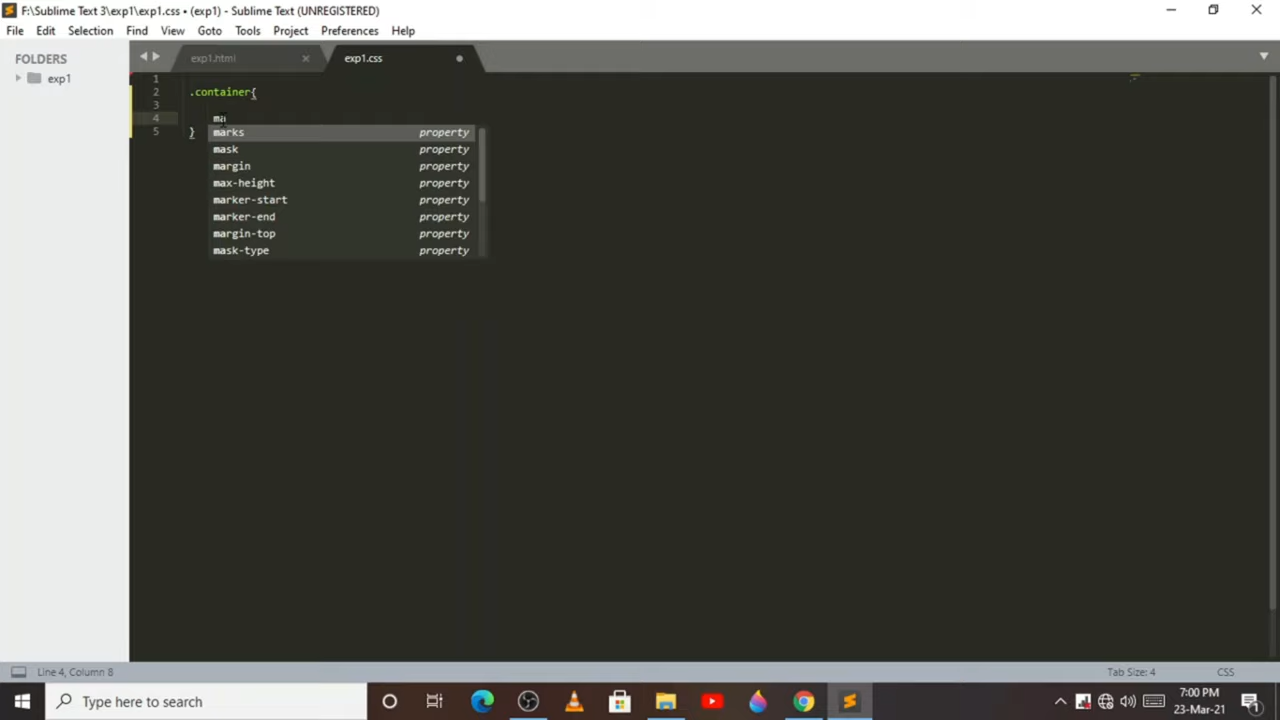 F:\Sublime Text 3\exp1\exp1.css • (exp1) - Sublime Text (UNREGISTERED)
File Edit Selection Find View Goto Tools Project Preferences Help
FOLDERS
exp1
exp1.html
exp1.css
1
2 .container{
3
4 ma
5 }
marks property
mask property
margin property
max-height property
marker-start property
marker-end property
margin-top property
mask-type property
Line 4, Column 8
Tab Size: 4
CSS
Type here to search
7:00 PM
23-Mar-21
1